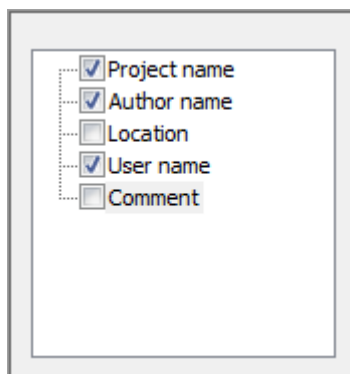 Project name
Author name
Location
User name
Comment